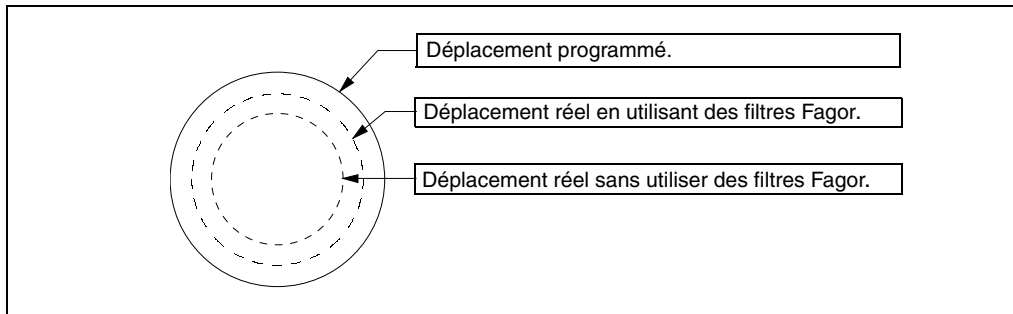 Déplacement programmé.
Déplacement réel en utilisant des filtres Fagor.
Déplacement réel sans utiliser des filtres Fagor.